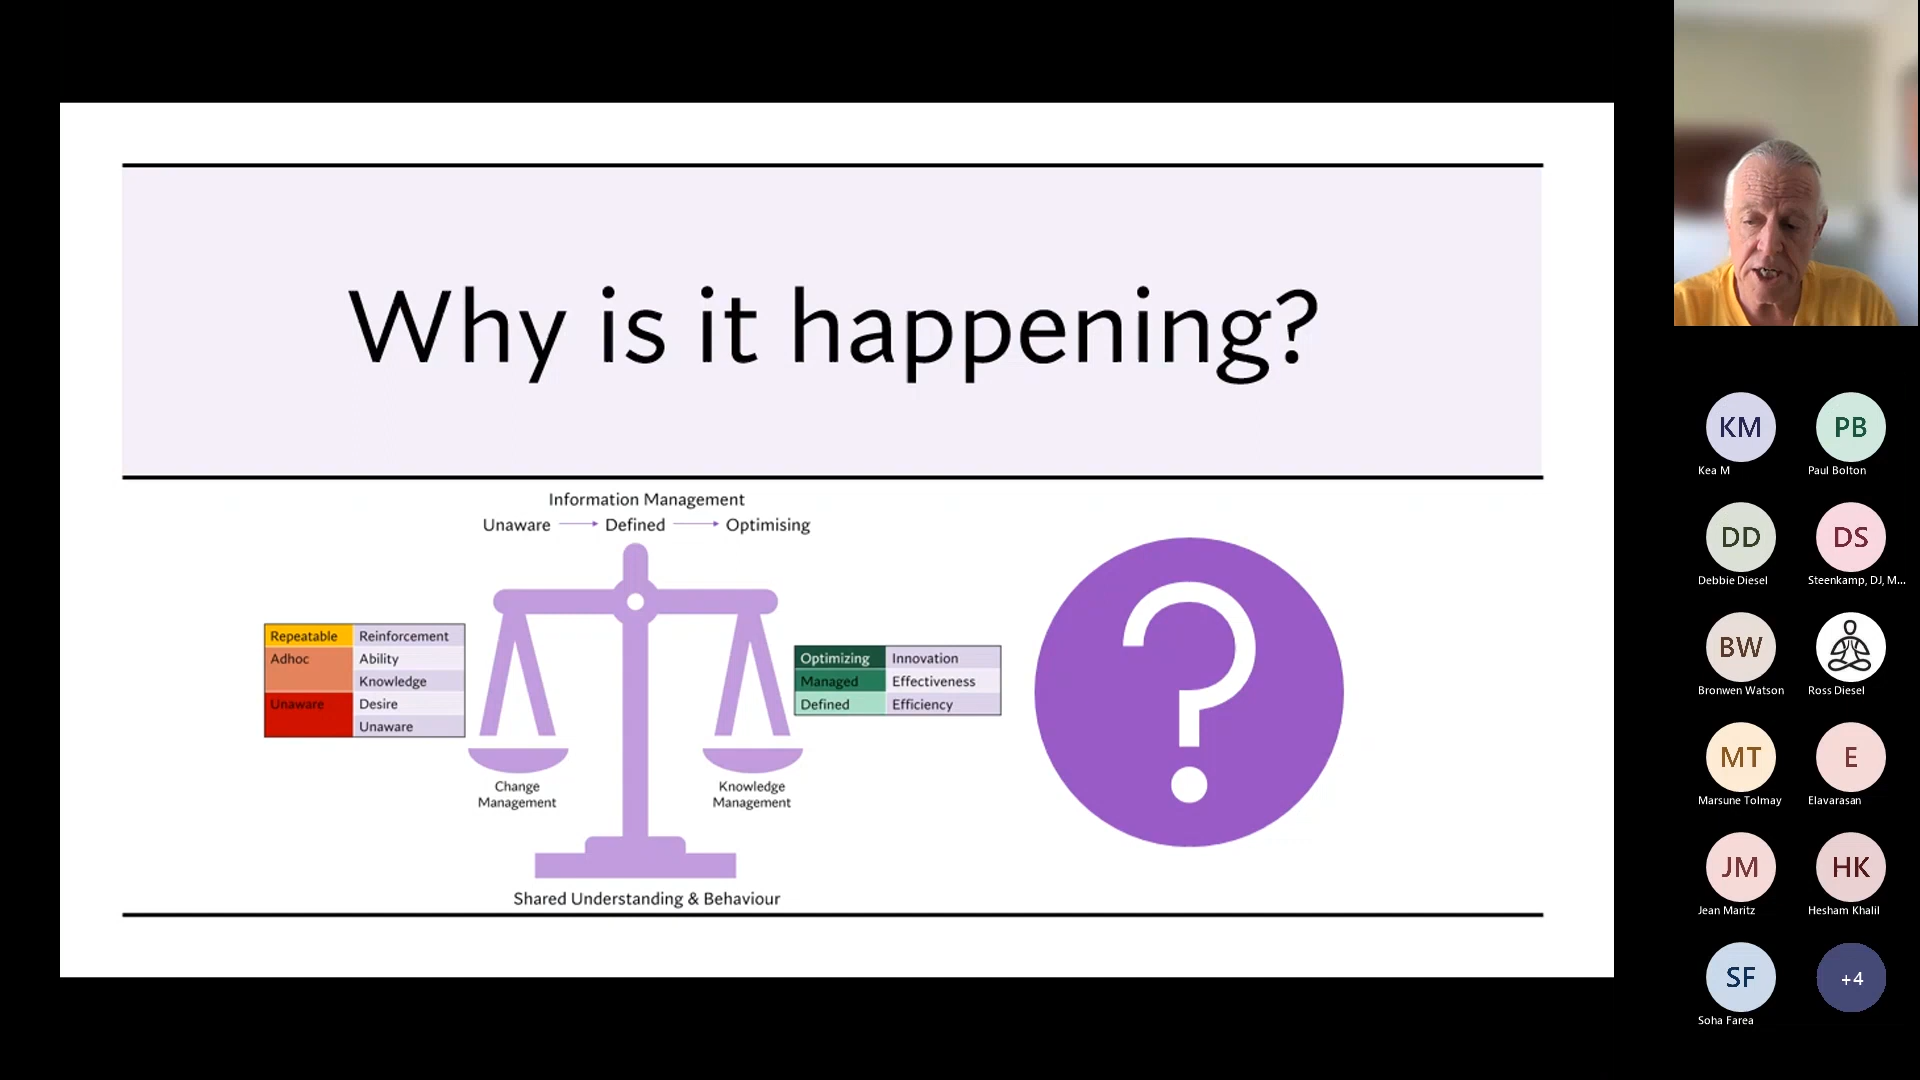 Why is it happening?
Information Management
Unaware Defined Optimising
Repeatable Reinforcement
Adhoc Ability
Knowledge
Unaware Desire
Unaware
Optimizing Innovation
Managed Effectiveness
Defined Efficiency
Change
Management
Knowledge
Management
Shared Understanding & Behaviour
KM PB
Kea M Paul Bolton
DD DS
Debbie Diesel Steenkamp, DJ, M...
BW
Bronwen Watson Ross Diesel
MT E
Marsune Tolmay Elavarasan
JM HK
Jean Maritz Hesham Khalil
SF +4
Soha Farea